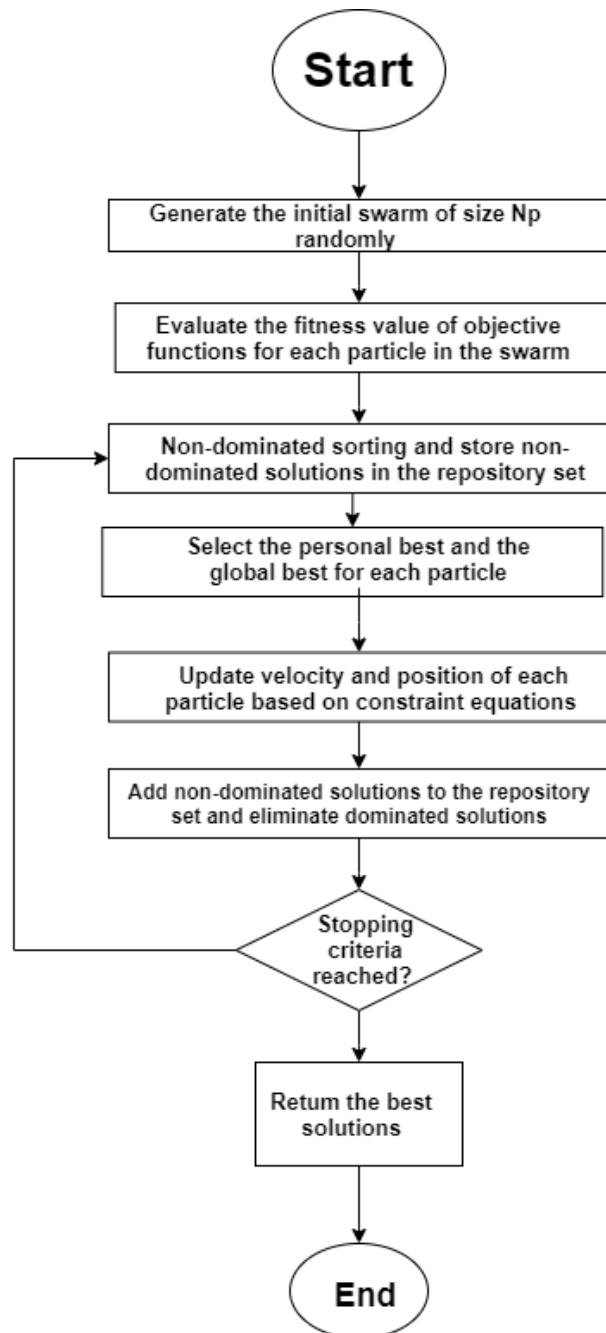 Start
Generate the initial swarm of size Np
randomly
Evaluate the fitness value of objective
functions for each particle in the swarm
Non-dominated sorting and store non-
dominated solutions in the repository set
Select the personal best and the
global best for each particle
Update velocity and position of each
particle based on constraint equations
Add non-dominated solutions to the repository
set and eliminate dominated solutions
Stopping
criteria
reached?
Retum the best
solutions
End